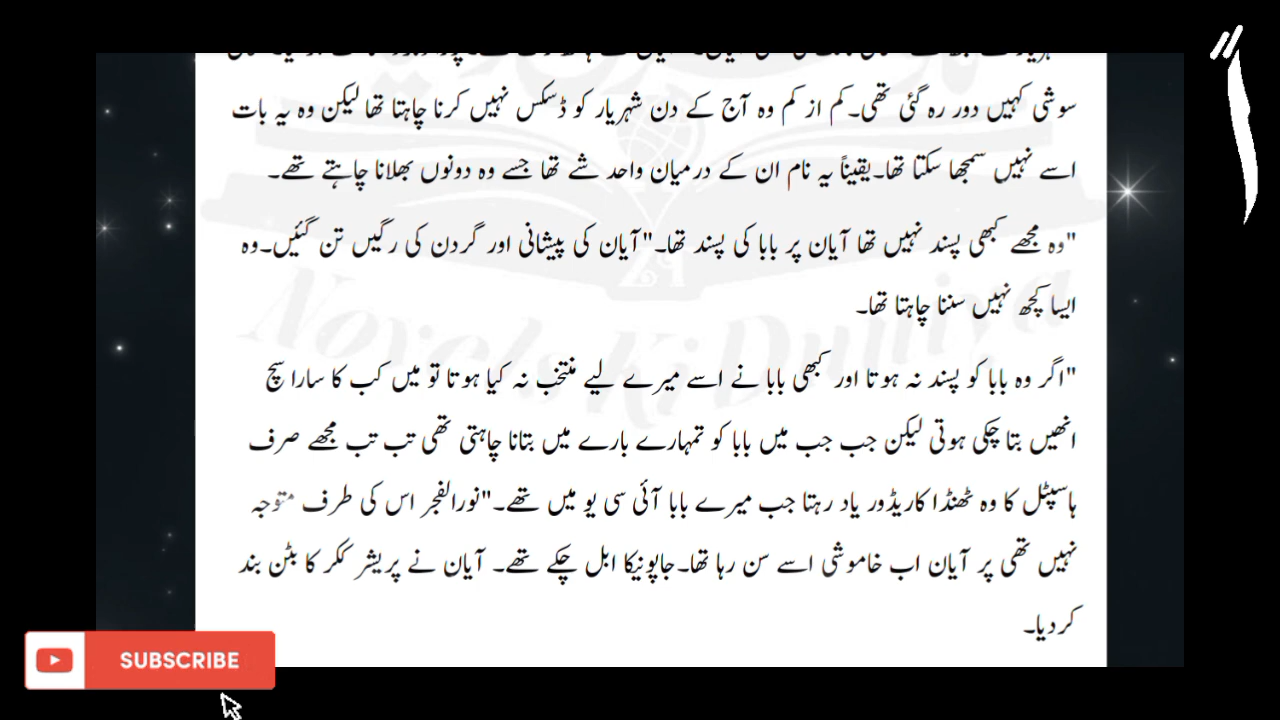 سوشی کہیں دور رہ گئی تھی۔کم از کم وہ آج کے دن شہریار کو ڈسکس نہیں کرنا چاہتا تھا لیکن وہ یہ بات
اسے نہیں سمجھا سکتا تھا۔یقیناً یہ نام ان کے درمیان واحد شے تھا جسے وہ دونوں بھلانا چاہتے تھے۔
"وہ مجھے کبھی پسند نہیں تھا آیان پر بابا کی پسند تھا۔"آیان کی پیشانی اور گردن کی رگیں تن گئیں۔وہ
ایسا کچھ نہیں سننا چاہتا تھا۔
"اگر وہ بابا کو پسند نہ ہوتا اور کبھی بابا نے اسے میرے لیے منتخب نہ کیا ہوتا تو میں کب کا سارا سچ
انھیں بتا چکی ہوتی لیکن جب جب میں بابا کو تمہارے بارے میں بتانا چاہتی تھی تب تب مجھے صرف
ہاسپٹل کا وہ ٹھنڈا کاریڈور یاد رہتا جب میرے بابا آئی سی یو میں تھے۔"نورالفجر اس کی طرف متوجہ
نہیں تھی پر آیان اب خاموشی اسے سن رہا تھا۔جاپونیکا ابل چکے تھے۔ آیان نے پریشر ککر کا بٹن بند
کردیا۔
Novels Ki Duniya
SUBSCRIBE